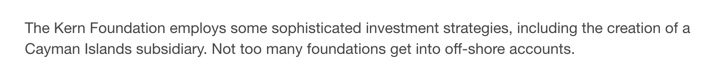 The Kern Foundation employs some sophisticated investment strategies, including the creation of a
Cayman Islands subsidiary. Not too many foundations get into off-shore accounts.